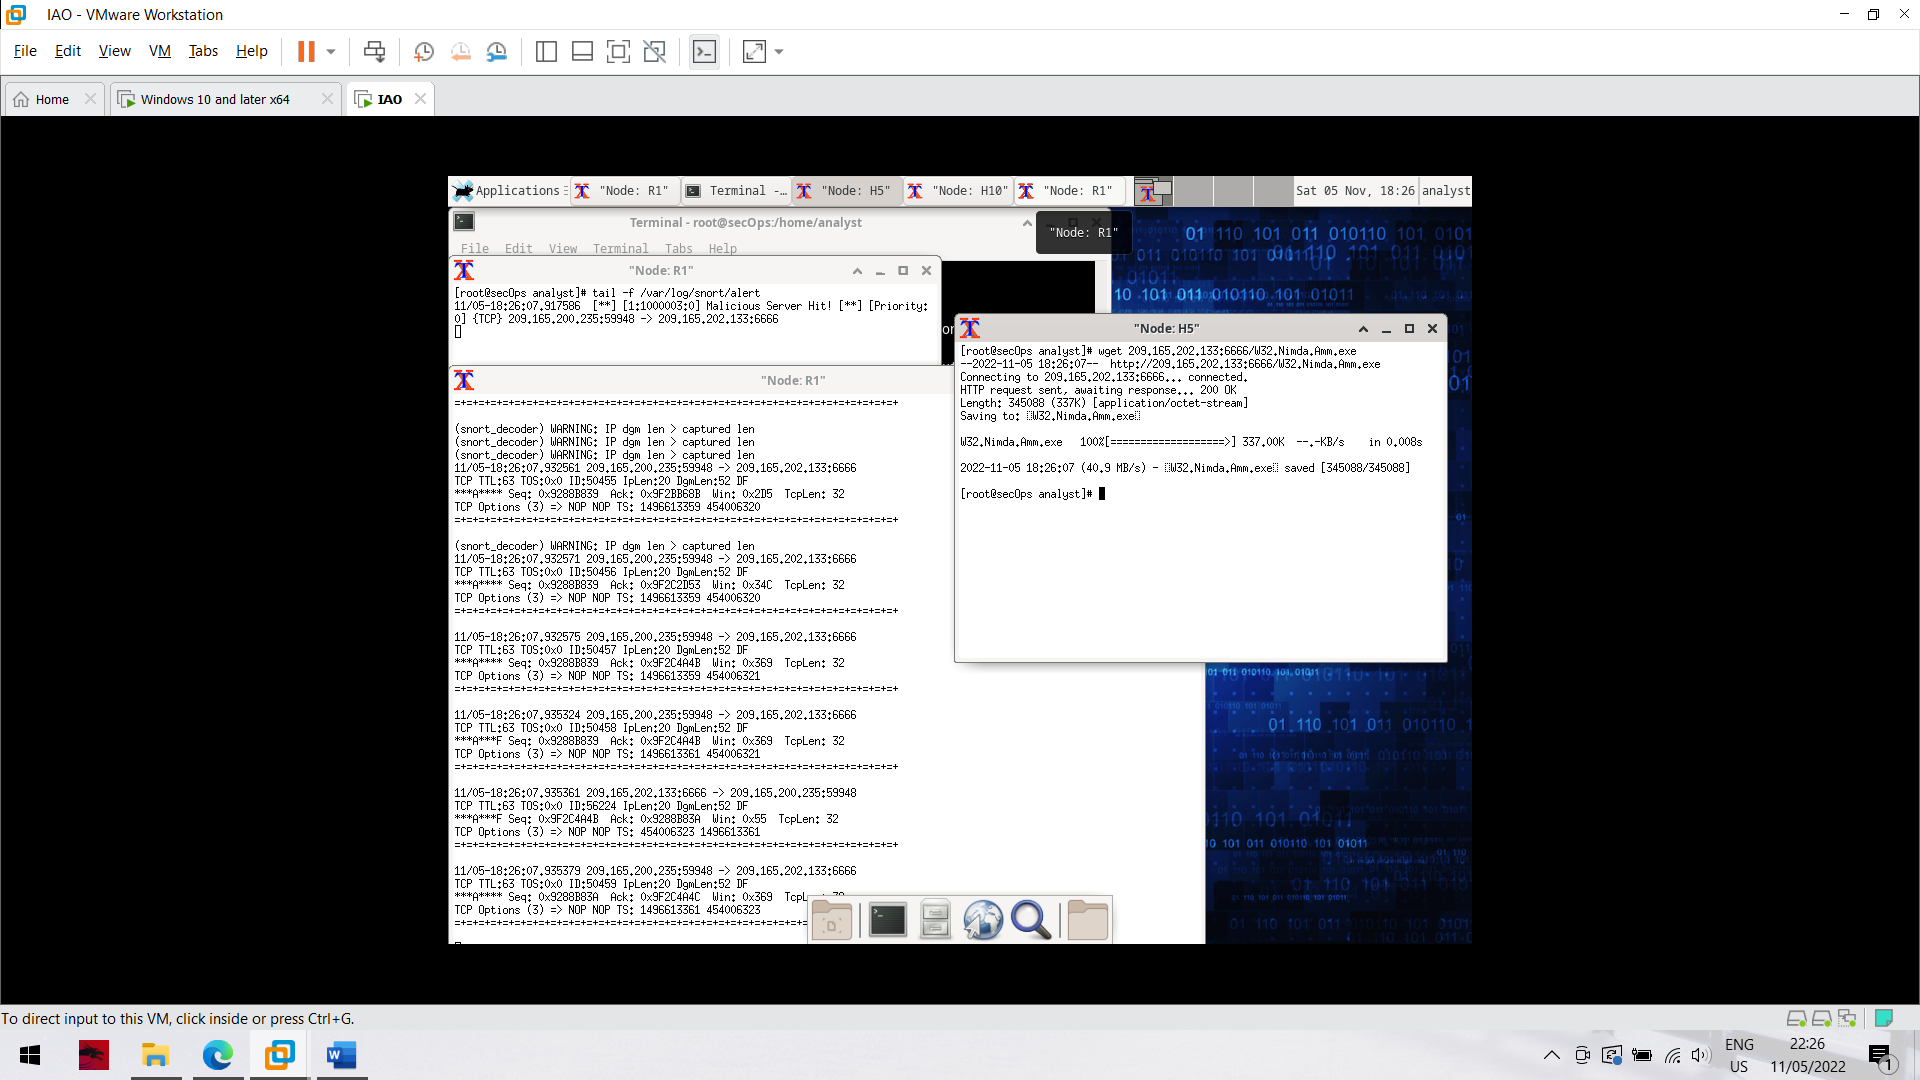 IAO - VMware Workstation
File Edit View VM Tabs Help
Home Windows 10 and later x64 IAO
Applications "Node: R1" Terminal -... "Node: H5" "Node: H10" "Node: R1" Sat 05 Nov, 18:26 analyst
Terminal - root@secOps:/home/analyst
"Node: R1"
File Edit View Terminal Tabs Help
"Node: R1"
[root@secOps analyst]# tail -f /var/log/snort/alert
11/05-18:26:07.917586 [**] [1:1000003:0] Malicious Server Hit! [**] [Priority:
0] {TCP} 209.165.200.235:59948 -> 209.165.202.133:6666
"Node: R1"
=+=+=+=+=+=+=+=+=+=+=+=+=+=+=+=+=+=+=+=+=+=+=+=+=+=+=+=+=+=+=+=+=+=+=+=+=+
(snort_decoder) WARNING: IP dgm len > captured len
(snort_decoder) WARNING: IP dgm len > captured len
(snort_decoder) WARNING: IP dgm len > captured len
11/05-18:26:07.932561 209.165.200.235:59948 -> 209.165.202.133:6666
TCP TTL:63 TOS:0x0 ID:50455 IpLen:20 DgmLen:52 DF
***A**** Seq: 0x9288B839 Ack: 0x9F2BB68B Win: 0x2D5 TcpLen: 32
TCP Options (3) => NOP NOP TS: 1496613359 454006320
=+=+=+=+=+=+=+=+=+=+=+=+=+=+=+=+=+=+=+=+=+=+=+=+=+=+=+=+=+=+=+=+=+=+=+=+=+
(snort_decoder) WARNING: IP dgm len > captured len
11/05-18:26:07.932571 209.165.200.235:59948 -> 209.165.202.133:6666
TCP TTL:63 TOS:0x0 ID:50456 IpLen:20 DgmLen:52 DF
***A**** Seq: 0x9288B839 Ack: 0x9F2C2D53 Win: 0x34C TcpLen: 32
TCP Options (3) => NOP NOP TS: 1496613359 454006320
=+=+=+=+=+=+=+=+=+=+=+=+=+=+=+=+=+=+=+=+=+=+=+=+=+=+=+=+=+=+=+=+=+=+=+=+=+
11/05-18:26:07.932575 209.165.200.235:59948 -> 209.165.202.133:6666
TCP TTL:63 TOS:0x0 ID:50457 IpLen:20 DgmLen:52 DF
***A**** Seq: 0x9288B839 Ack: 0x9F2C4A4B Win: 0x369 TcpLen: 32
TCP Options (3) => NOP NOP TS: 1496613359 454006321
=+=+=+=+=+=+=+=+=+=+=+=+=+=+=+=+=+=+=+=+=+=+=+=+=+=+=+=+=+=+=+=+=+=+=+=+=+
11/05-18:26:07.935324 209.165.200.235:59948 -> 209.165.202.133:6666
TCP TTL:63 TOS:0x0 ID:50458 IpLen:20 DgmLen:52 DF
***A***F Seq: 0x9288B839 Ack: 0x9F2C4A4B Win: 0x369 TcpLen: 32
TCP Options (3) => NOP NOP TS: 1496613361 454006321
=+=+=+=+=+=+=+=+=+=+=+=+=+=+=+=+=+=+=+=+=+=+=+=+=+=+=+=+=+=+=+=+=+=+=+=+=+
11/05-18:26:07.935361 209.165.202.133:6666 -> 209.165.200.235:59948
TCP TTL:63 TOS:0x0 ID:56224 IpLen:20 DgmLen:52 DF
***A***F Seq: 0x9F2C4A4B Ack: 0x9288B83A Win: 0x55 TcpLen: 32
TCP Options (3) => NOP NOP TS: 454006323 1496613361
=+=+=+=+=+=+=+=+=+=+=+=+=+=+=+=+=+=+=+=+=+=+=+=+=+=+=+=+=+=+=+=+=+=+=+=+=+
11/05-18:26:07.935379 209.165.200.235:59948 -> 209.165.202.133:6666
TCP TTL:63 TOS:0x0 ID:50459 IpLen:20 DgmLen:52 DF
***A**** Seq: 0x9288B83A Ack: 0x9F2C4A4C Win: 0x369
TCP Options (3) => NOP NOP TS: 1496613361 454006323
=+=+=+=+=+=+=+=+=+=+=+=+=+=+=+=+=+=+=+=+=+=+=+=+=+=+=+=+=+
"Node: H5"
[root@secOps analyst]# wget 209.165.202.133:6666/W32.Nimda.Amm.exe
--2022-11-05 18:26:07-- http://209.165.202.133:6666/W32.Nimda.Amm.exe
Connecting to 209.165.202.133:6666... connected.
HTTP request sent, awaiting response... 200 OK
Length: 345088 (337K) [application/octet-stream]
Saving to: W32.Nimda.Amm.exe
W32.Nimda.Amm.exe 100%[===================>] 337.00K --.-KB/s in 0.008s
2022-11-05 18:26:07 (40.9 MB/s) - W32.Nimda.Amm.exe saved [345088/345088]
[root@secOps analyst]#
To direct input to this VM, click inside or press Ctrl+G.
ENG
US
22:26
11/05/2022
1